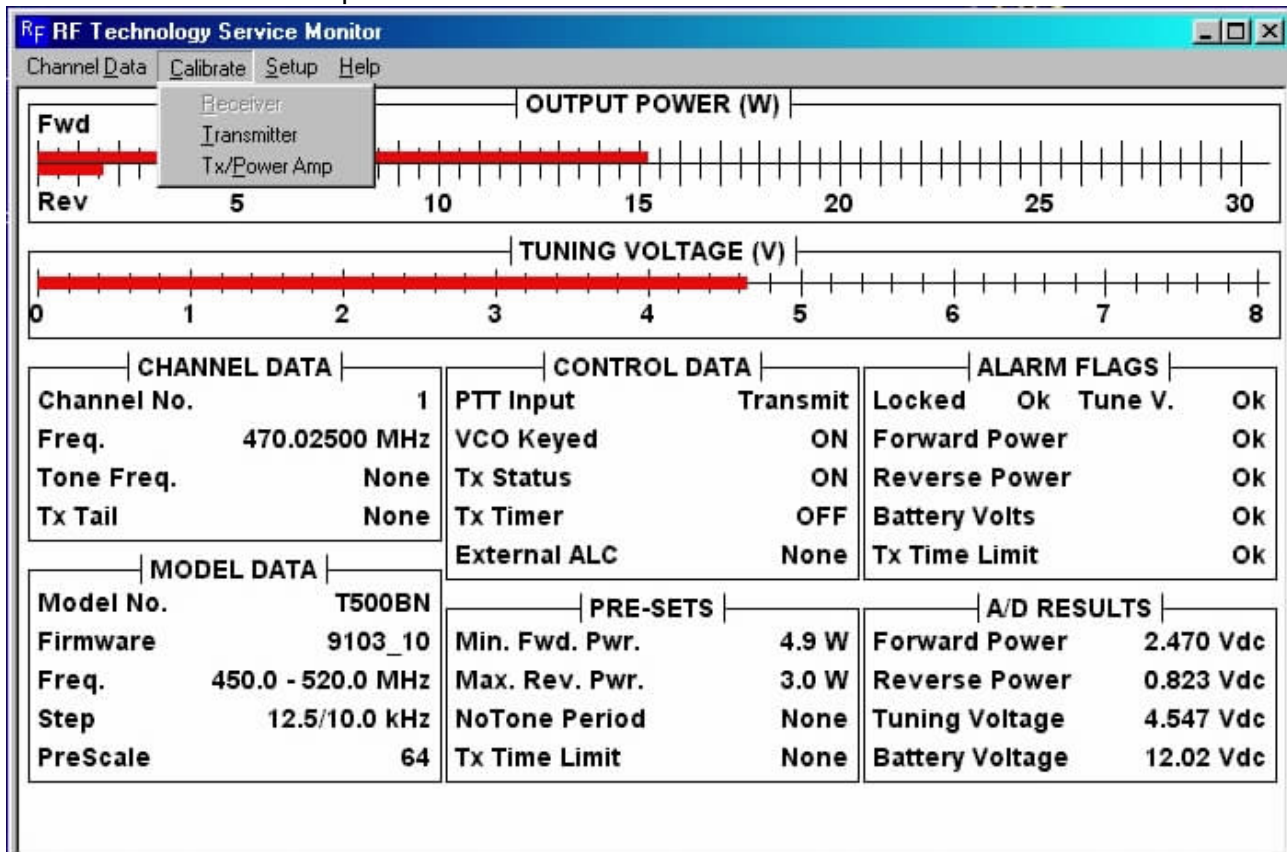 RF RF Technology Service Monitor
Channel Data Calibrate Setup Help
Receiver
Transmitter
Tx/Power Amp
OUTPUT POWER (W)
Fwd
Rev 5 10 15 20 25 30
TUNING VOLTAGE (V)
0 1 2 3 4 5 6 7 8
CHANNEL DATA
Channel No. 1
Freq. 470.02500 MHz
Tone Freq. None
Tx Tail None
MODEL DATA
Model No. T500BN
Firmware 9103_10
Freq. 450.0 - 520.0 MHz
Step 12.5/10.0 kHz
PreScale 64
CONTROL DATA
PTT Input Transmit
VCO Keyed ON
Tx Status ON
Tx Timer OFF
External ALC None
PRE-SETS
Min. Fwd. Pwr. 4.9 W
Max. Rev. Pwr. 3.0 W
NoTone Period None
Tx Time Limit None
ALARM FLAGS
Locked Ok Tune V. Ok
Forward Power Ok
Reverse Power Ok
Battery Volts Ok
Tx Time Limit Ok
A/D RESULTS
Forward Power 2.470 Vdc
Reverse Power 0.823 Vdc
Tuning Voltage 4.547 Vdc
Battery Voltage 12.02 Vdc